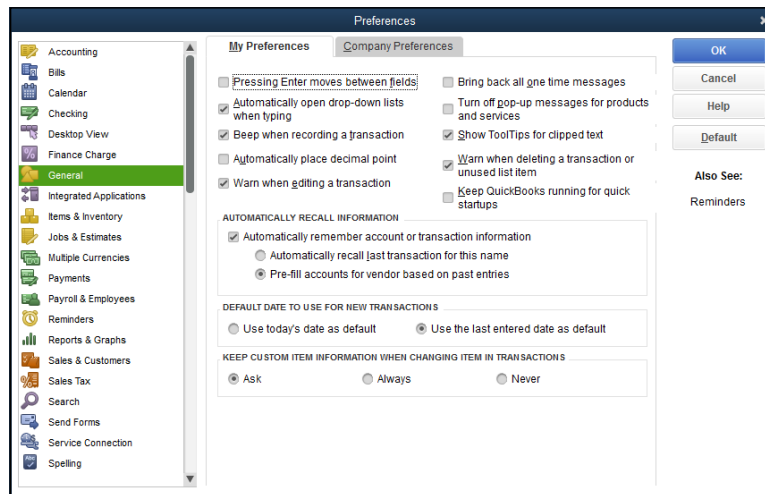 Preferences
Accounting
Bills
Calendar
Checking
Desktop View
Finance Charge
General
Integrated Applications
Items & Inventory
Jobs & Estimates
Multiple Currencies
Payments
Payroll & Employees
Reminders
Reports & Graphs
Sales & Customers
Sales Tax
Search
Send Forms
Service Connection
Spelling
My Preferences
Company Preferences
Pressing Enter moves between fields
Automatically open drop-down lists
when typing
Beep when recording a transaction
Automatically place decimal point
Warn when editing a transaction
Bring back all one time messages
Turn off pop-up messages for products
and services
Show ToolTips for clipped text
Warn when deleting a transaction or
unused list item
Keep QuickBooks running for quick
startups
AUTOMATICALLY RECALL INFORMATION
Automatically remember account or transaction information
Automatically recall last transaction for this name
Pre-fill accounts for vendor based on past entries
DEFAULT DATE TO USE FOR NEW TRANSACTIONS
Use today's date as default
Use the last entered date as default
KEEP CUSTOM ITEM INFORMATION WHEN CHANGING ITEM IN TRANSACTIONS
Ask
Always
Never
OK
Cancel
Help
Default
Also See:
Reminders